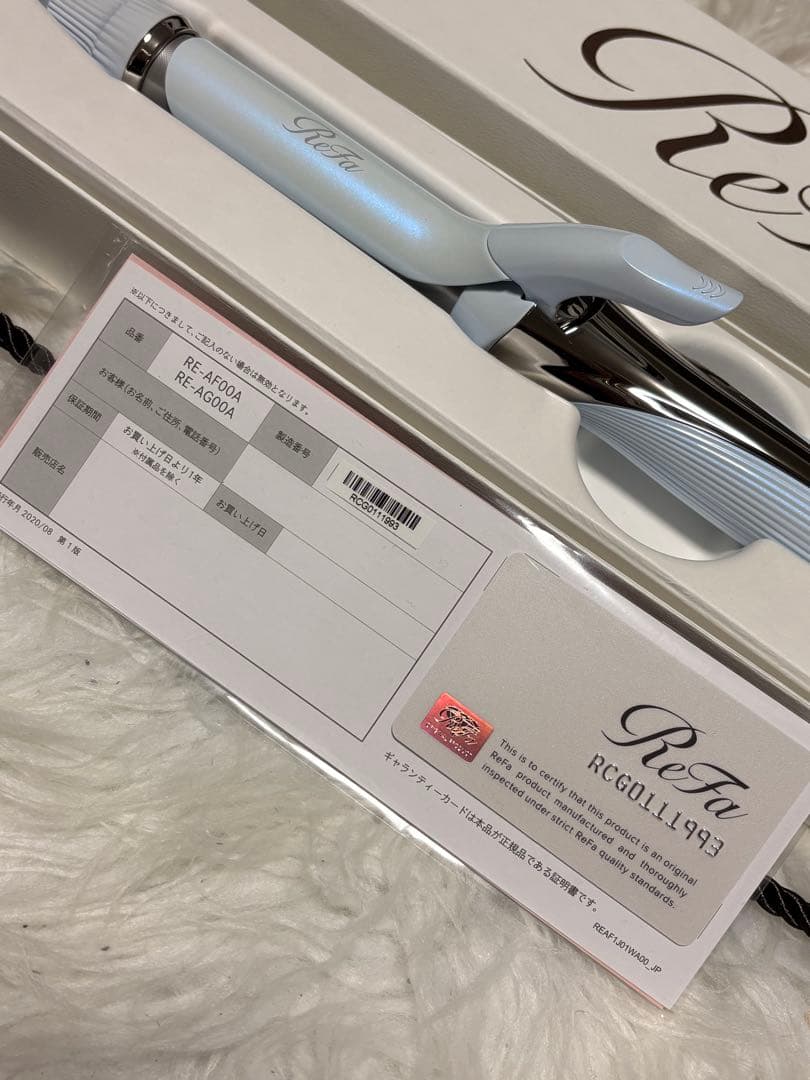 ReFa
ReFa
※以下につきまして、ご記入のない場合は無効となります。
品番
RE-AF00A
RE-AG00A
製造番号
RCG0111993
お客様(お名前、ご住所、電話番号)
保証期間
お買い上げ日より1年
※付属品を除く
お買い上げ日
販売店名
行年月 2020/08 第1版
ReFa
RCG0111993
This is to certify that this product is an original
ReFa product manufactured and thoroughly
inspected under strict ReFa quality standards.
ReFa
ギャランティーカードは本品が正規品である証明書です。
REAF1J01WA00_JP